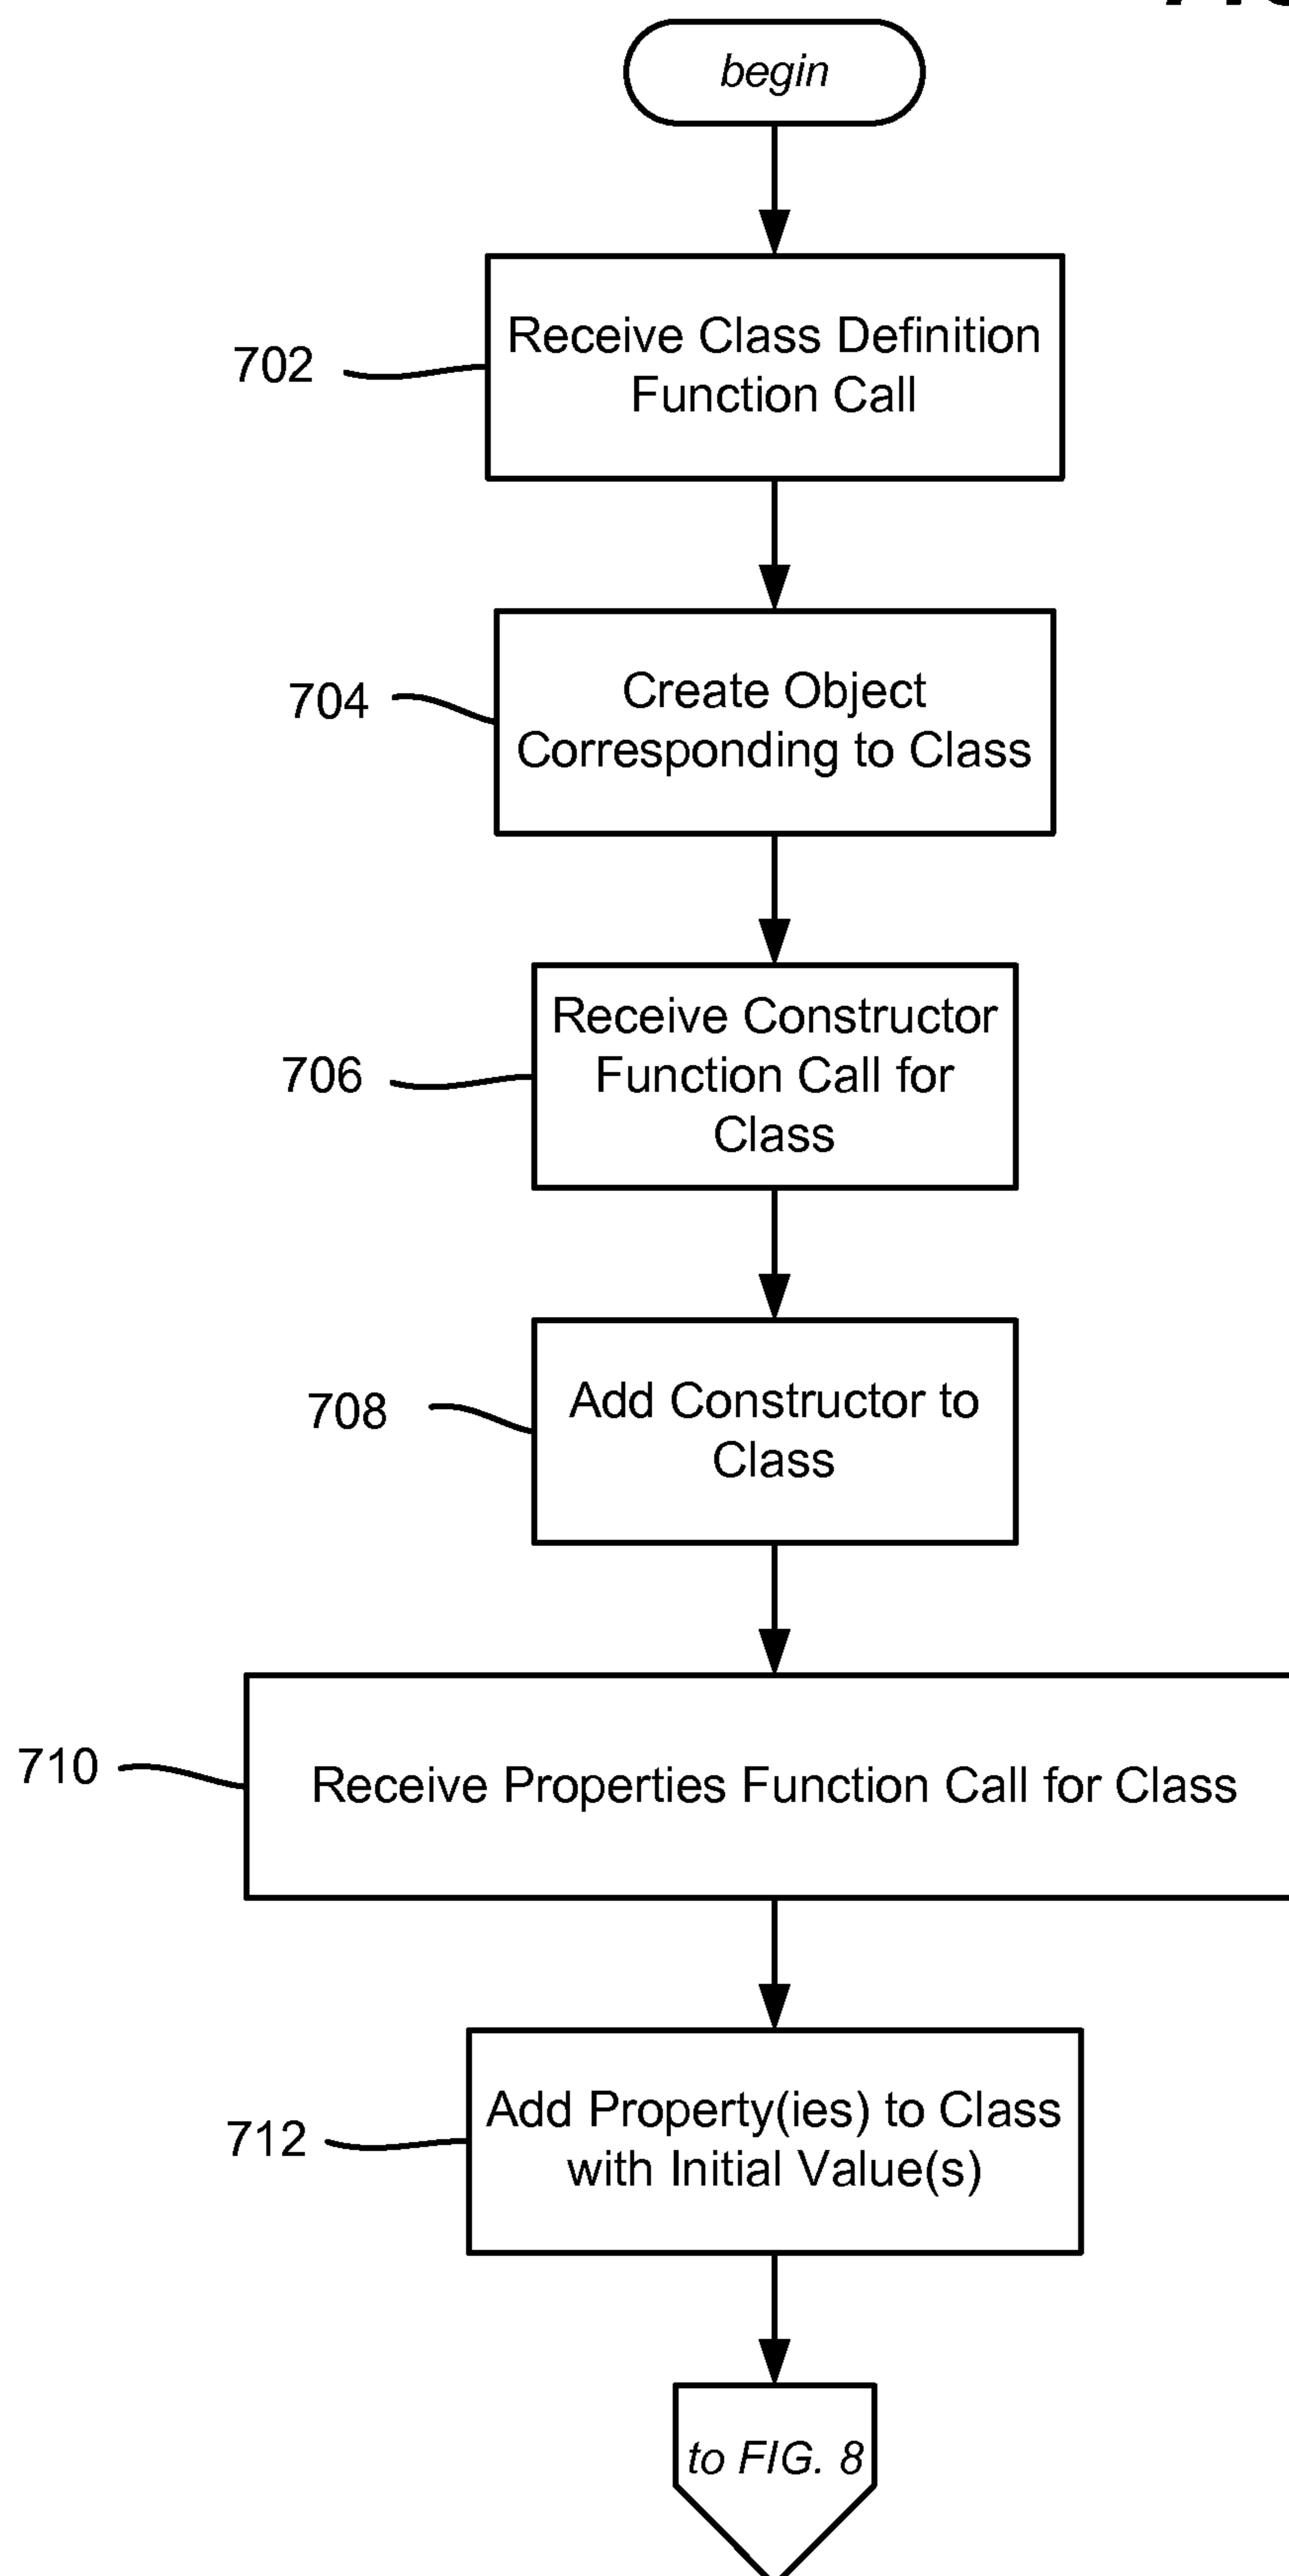 begin
702
Receive Class Definition
Function Call
704
Create Object
Corresponding to Class
706
Receive Constructor
Function Call for
Class
708
Add Constructor to
Class
710
Receive Properties Function Call for Class
712
Add Property(ies) to Class
with Initial Value(s)
to FIG. 8